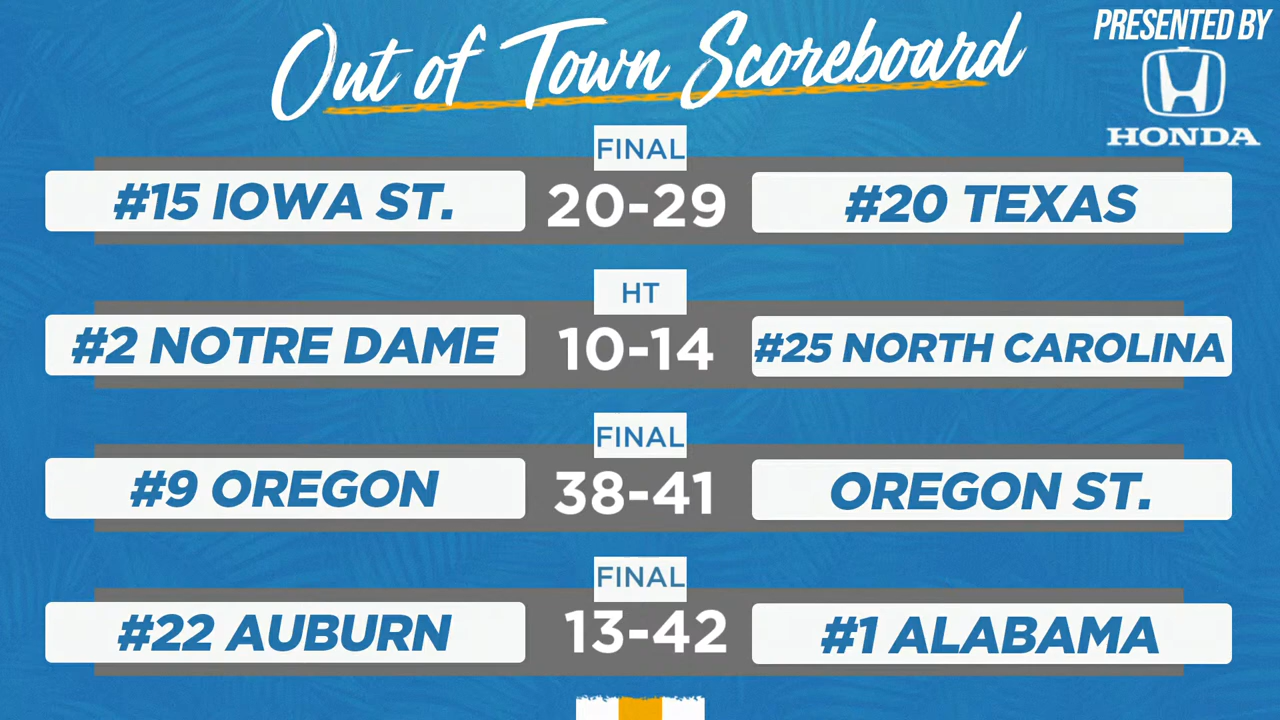 Out of Town Scoreboard
PRESENTED BY
HONDA
FINAL
#15 IOWA ST. 20-29 #20 TEXAS
HT
#2 NOTRE DAME 10-14 #25 NORTH CAROLINA
FINAL
#9 OREGON 38-41 OREGON ST.
FINAL
#22 AUBURN 13-42 #1 ALABAMA